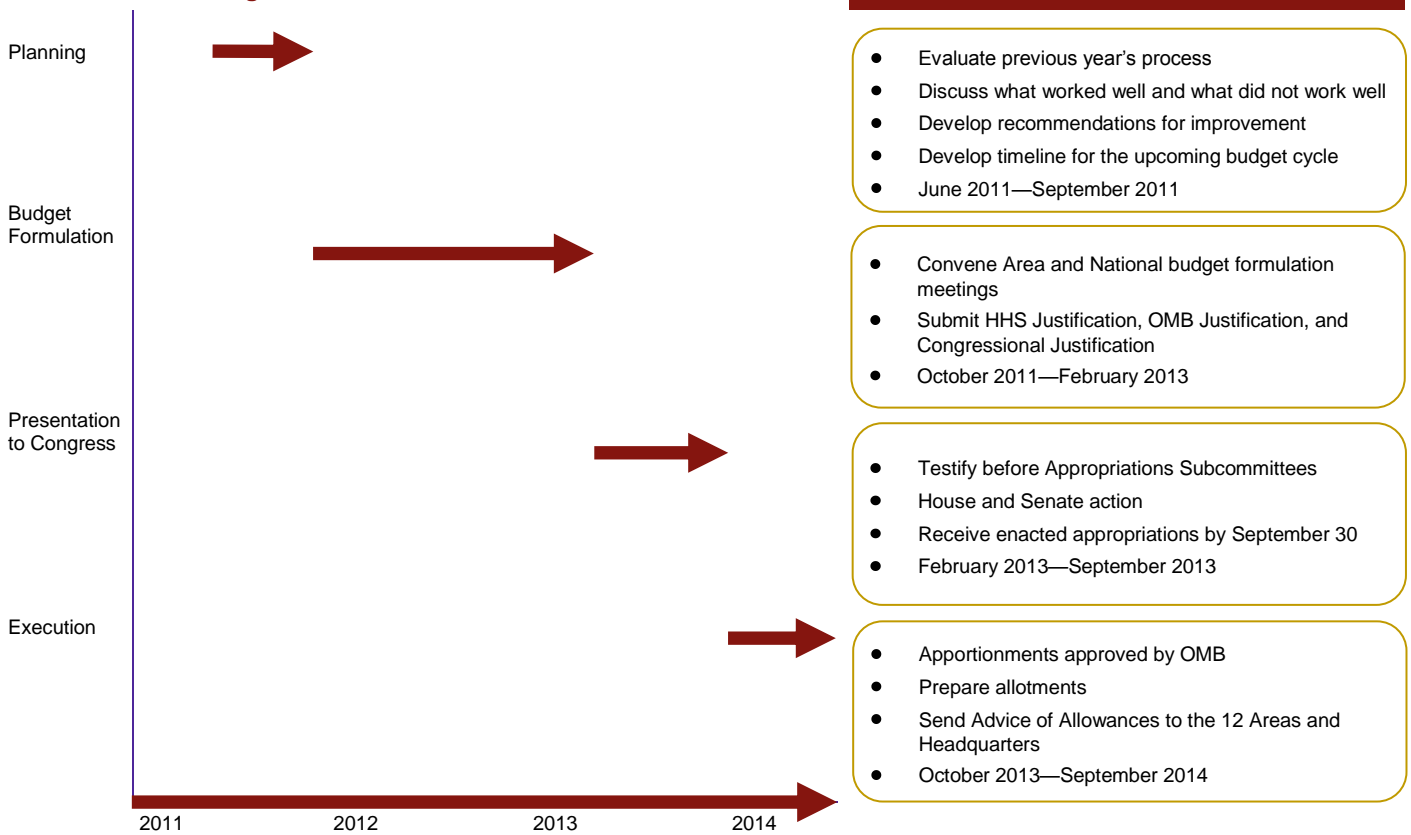 Planning
● Evaluate previous year's process
● Discuss what worked well and what did not work well
● Develop recommendations for improvement
● Develop timeline for the upcoming budget cycle
● June 2011—September 2011
Budget
Formulation
● Convene Area and National budget formulation
meetings
● Submit HHS Justification, OMB Justification, and
Congressional Justification
● October 2011—February 2013
Presentation
to Congress
● Testify before Appropriations Subcommittees
● House and Senate action
● Receive enacted appropriations by September 30
● February 2013—September 2013
Execution
● Apportionments approved by OMB
● Prepare allotments
● Send Advice of Allowances to the 12 Areas and
Headquarters
● October 2013—September 2014
2011 2012 2013 2014